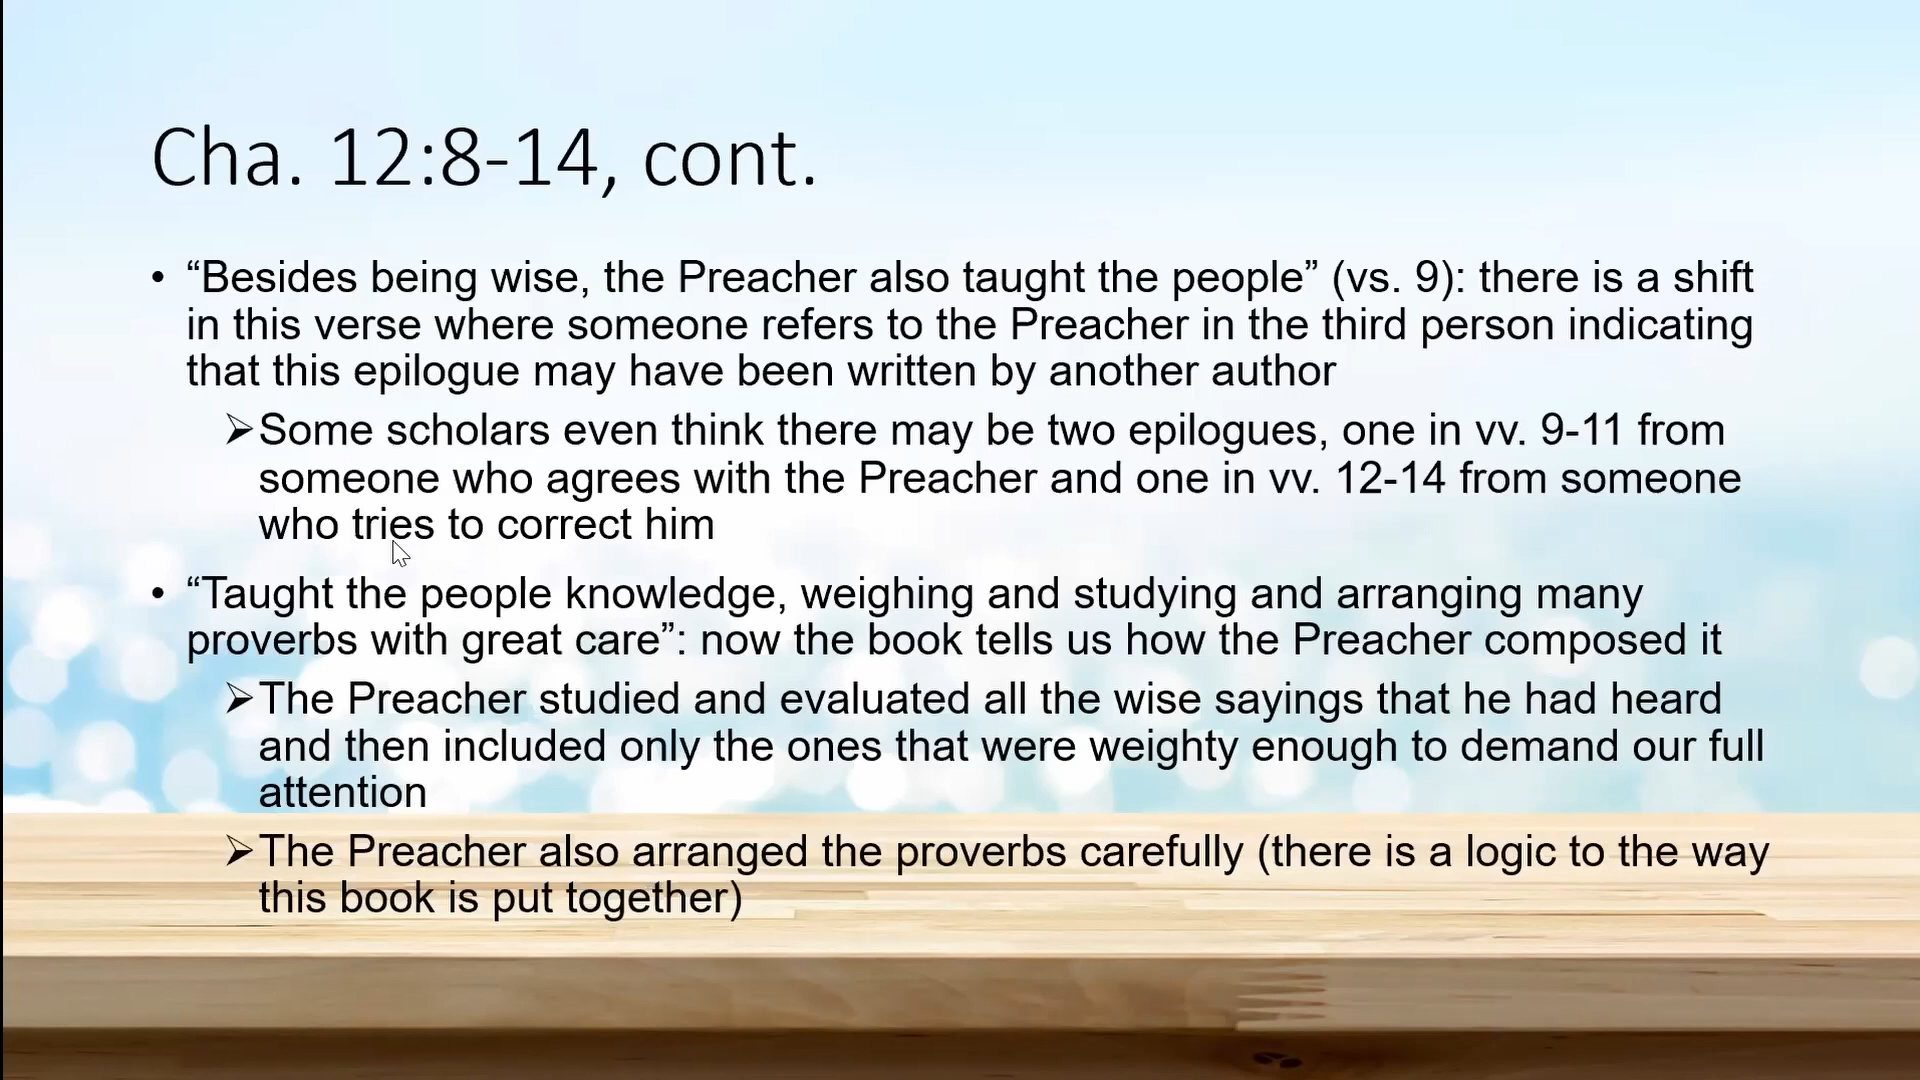 Cha. 12:8-14, cont.
• “Besides being wise, the Preacher also taught the people” (vs. 9): there is a shift
in this verse where someone refers to the Preacher in the third person indicating
that this epilogue may have been written by another author
➢Some scholars even think there may be two epilogues, one in vv. 9-11 from
someone who agrees with the Preacher and one in vv. 12-14 from someone
who tries to correct him
• “Taught the people knowledge, weighing and studying and arranging many
proverbs with great care”: now the book tells us how the Preacher composed it
➢The Preacher studied and evaluated all the wise sayings that he had heard
and then included only the ones that were weighty enough to demand our full
attention
➢The Preacher also arranged the proverbs carefully (there is a logic to the way
this book is put together)